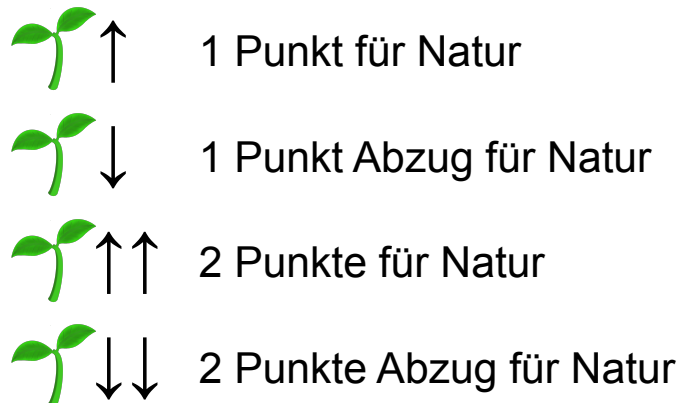 ↑ 1 Punkt für Natur
↓ 1 Punkt Abzug für Natur
↑↑ 2 Punkte für Natur
↓↓ 2 Punkte Abzug für Natur